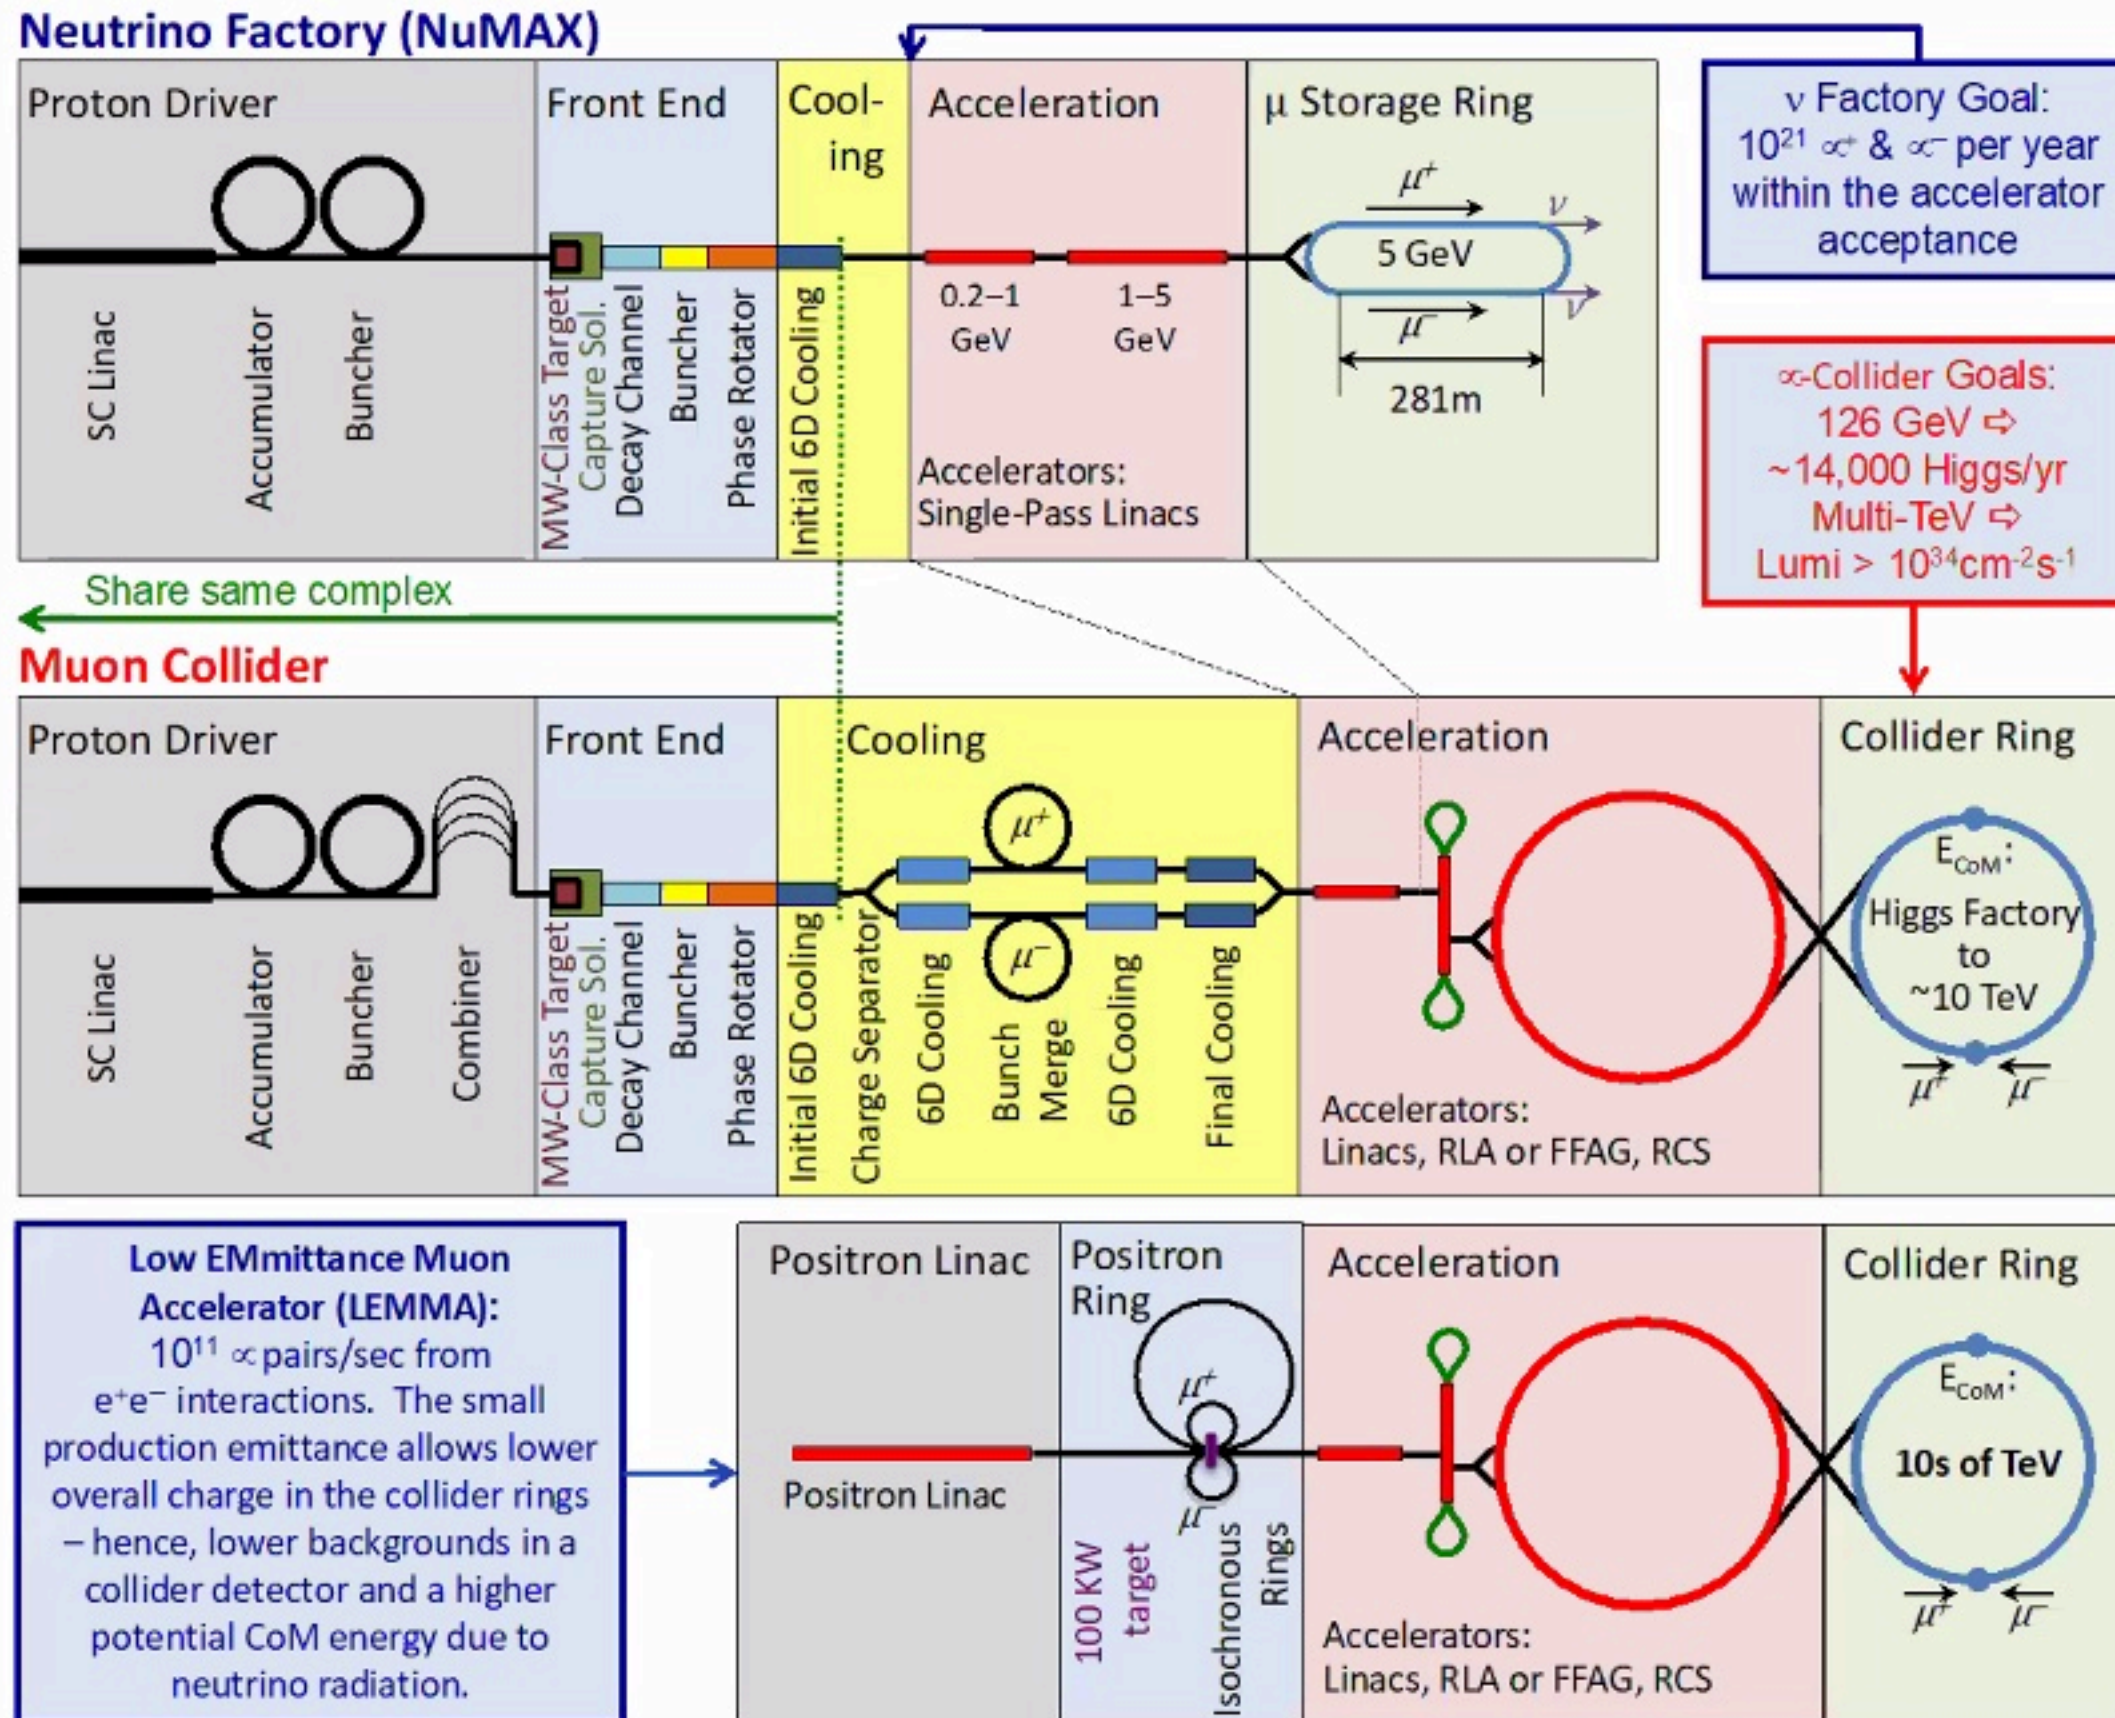 Neutrino Factory (NuMAX)
Proton Driver
Front End
Cool-
ing
Acceleration
μ Storage Ring
μ⁺
ν
5 GeV
μ⁻
ν
281m
0.2–1
GeV
1–5
GeV
Accelerators:
Single-Pass Linacs
SC Linac
Accumulator
Buncher
MW-Class Target
Capture Sol.
Decay Channel
Buncher
Phase Rotator
Initial 6D Cooling
ν Factory Goal:
10²¹ ∝⁺ & ∝⁻ per year
within the accelerator
acceptance
∝-Collider Goals:
126 GeV ⇨
~14,000 Higgs/yr
Multi-TeV ⇨
Lumi > 10³⁴cm⁻²s⁻¹
Share same complex
Muon Collider
Proton Driver
Front End
Cooling
Acceleration
Collider Ring
μ⁺
μ⁻
E_CoM:
Higgs Factory
to
~10 TeV
μ⁺
μ⁻
SC Linac
Accumulator
Buncher
Combiner
MW-Class Target
Capture Sol.
Decay Channel
Buncher
Phase Rotator
Initial 6D Cooling
Charge Separator
6D Cooling
Bunch
Merge
6D Cooling
Final Cooling
Accelerators:
Linacs, RLA or FFAG, RCS
Low EMmittance Muon
Accelerator (LEMMA):
10¹¹ ∝ pairs/sec from
e⁺e⁻ interactions. The small
production emittance allows lower
overall charge in the collider rings
– hence, lower backgrounds in a
collider detector and a higher
potential CoM energy due to
neutrino radiation.
Positron Linac
Positron
Ring
Acceleration
Collider Ring
μ⁺
μ⁻
Positron Linac
100 KW
target
Isochronous
Rings
Accelerators:
Linacs, RLA or FFAG, RCS
E_CoM:
10s of TeV
μ⁺
μ⁻